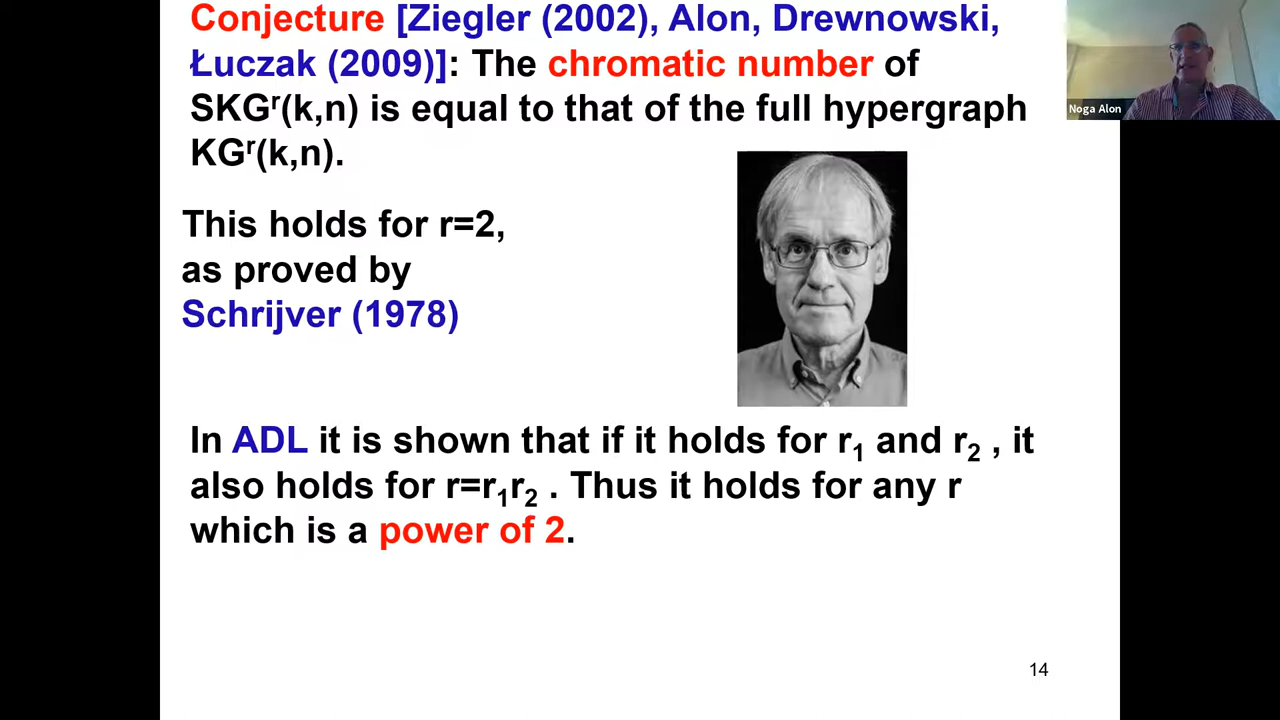 Conjecture [Ziegler (2002), Alon, Drewnowski,
Łuczak (2009)]: The chromatic number of
SKGʳ(k,n) is equal to that of the full hypergraph
KGʳ(k,n).
This holds for r=2,
as proved by
Schrijver (1978)
In ADL it is shown that if it holds for r₁ and r₂ , it
also holds for r=r₁r₂ . Thus it holds for any r
which is a power of 2.
14
Noga Alon